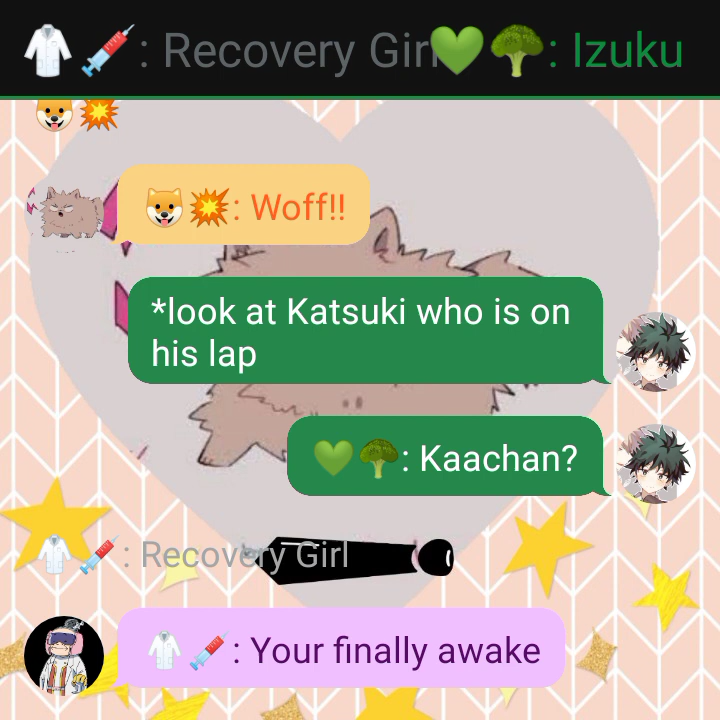 🥼💉: Recovery Girl 💚🥦: Izuku
🐶💥
🐶💥: Woff!!
*look at Katsuki who is on
his lap
💚🥦: Kaachan?
🥼💉: Recovery Girl
🥼💉: Your finally awake